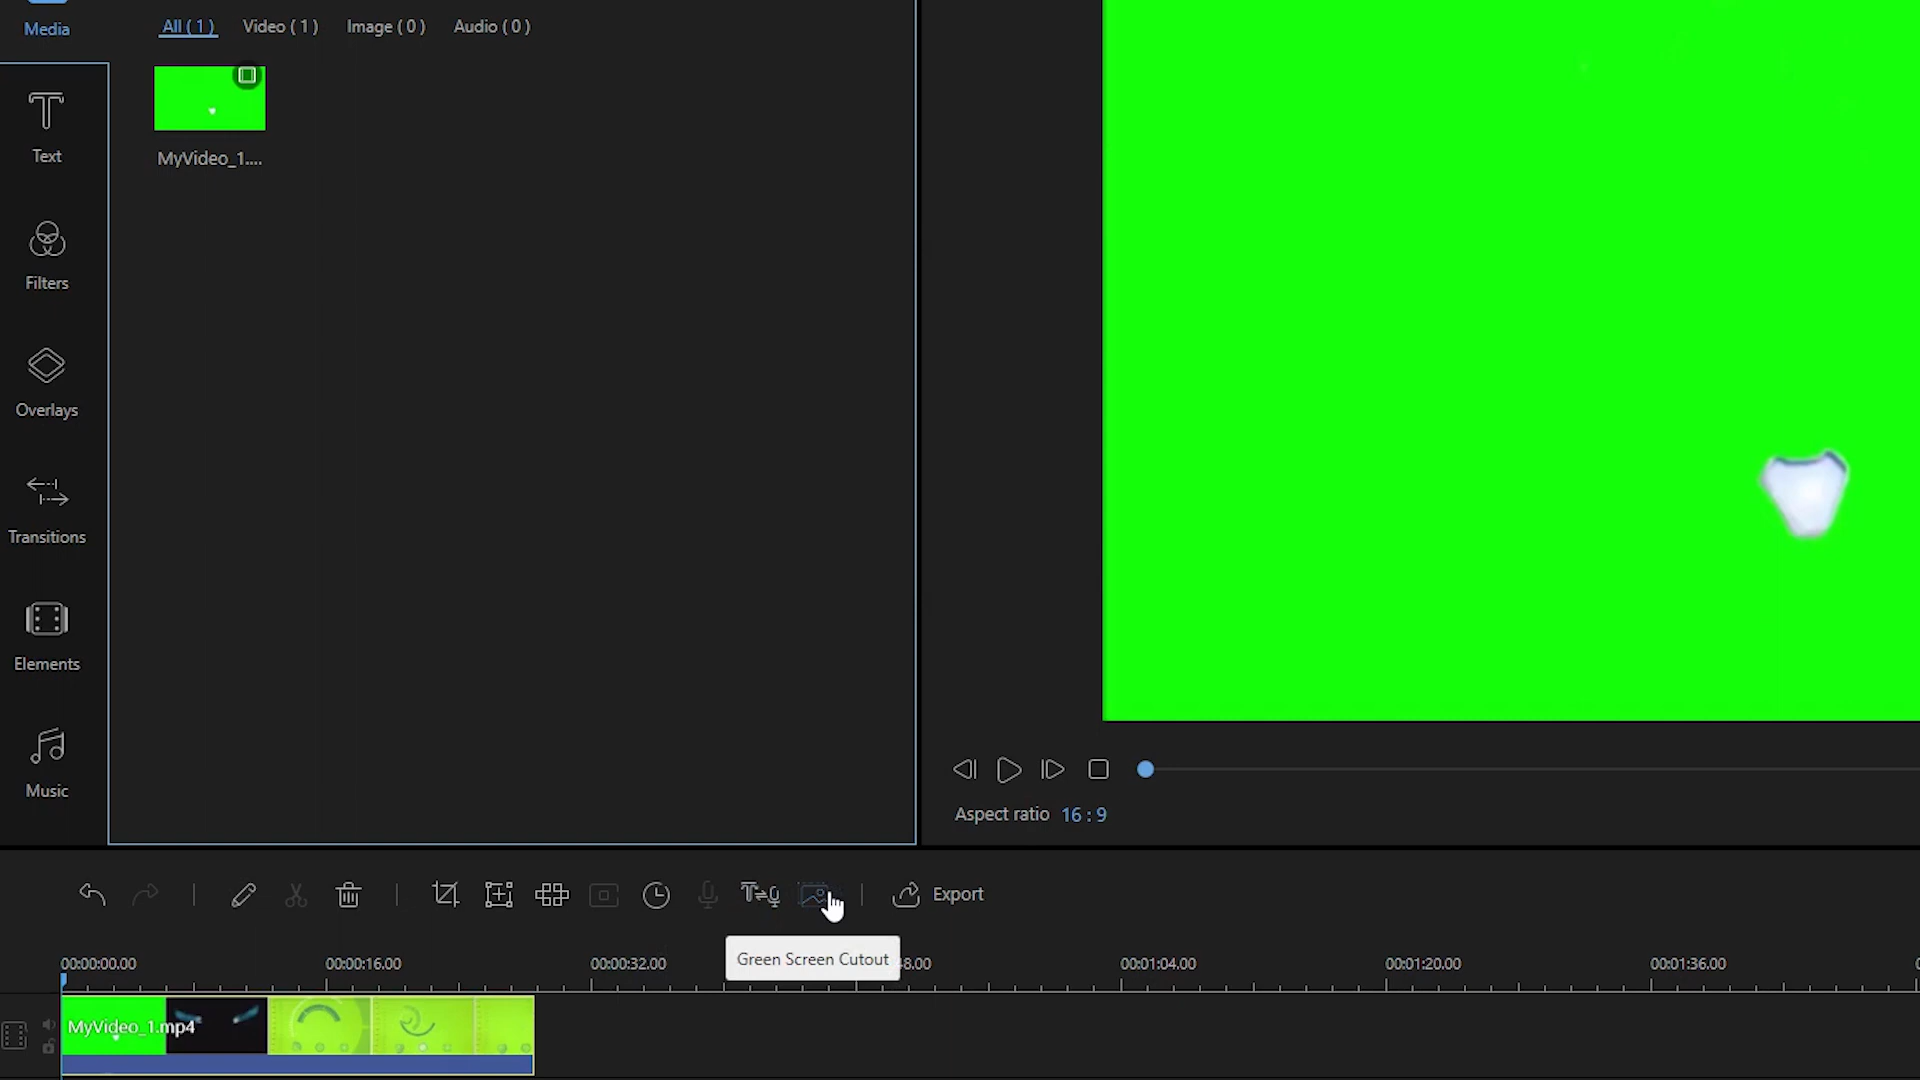 Media
All ( 1 )
Video ( 1 )
Image ( 0 )
Audio ( 0 )
MyVideo_1....
Text
Filters
Overlays
Transitions
Elements
Music
Aspect ratio 16 : 9
Export
Green Screen Cutout
00:00:00.00
00:00:16.00
00:00:32.00
48.00
00:01:04.00
00:01:20.00
00:01:36.00
MyVideo_1.mp4